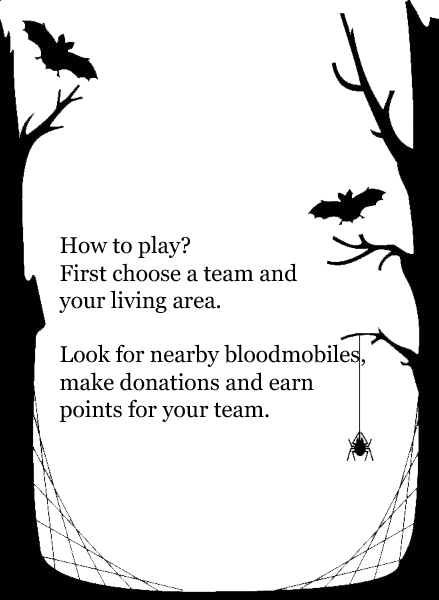 How to play?
First choose a team and
your living area.
Look for nearby bloodmobiles,
make donations and earn
points for your team.